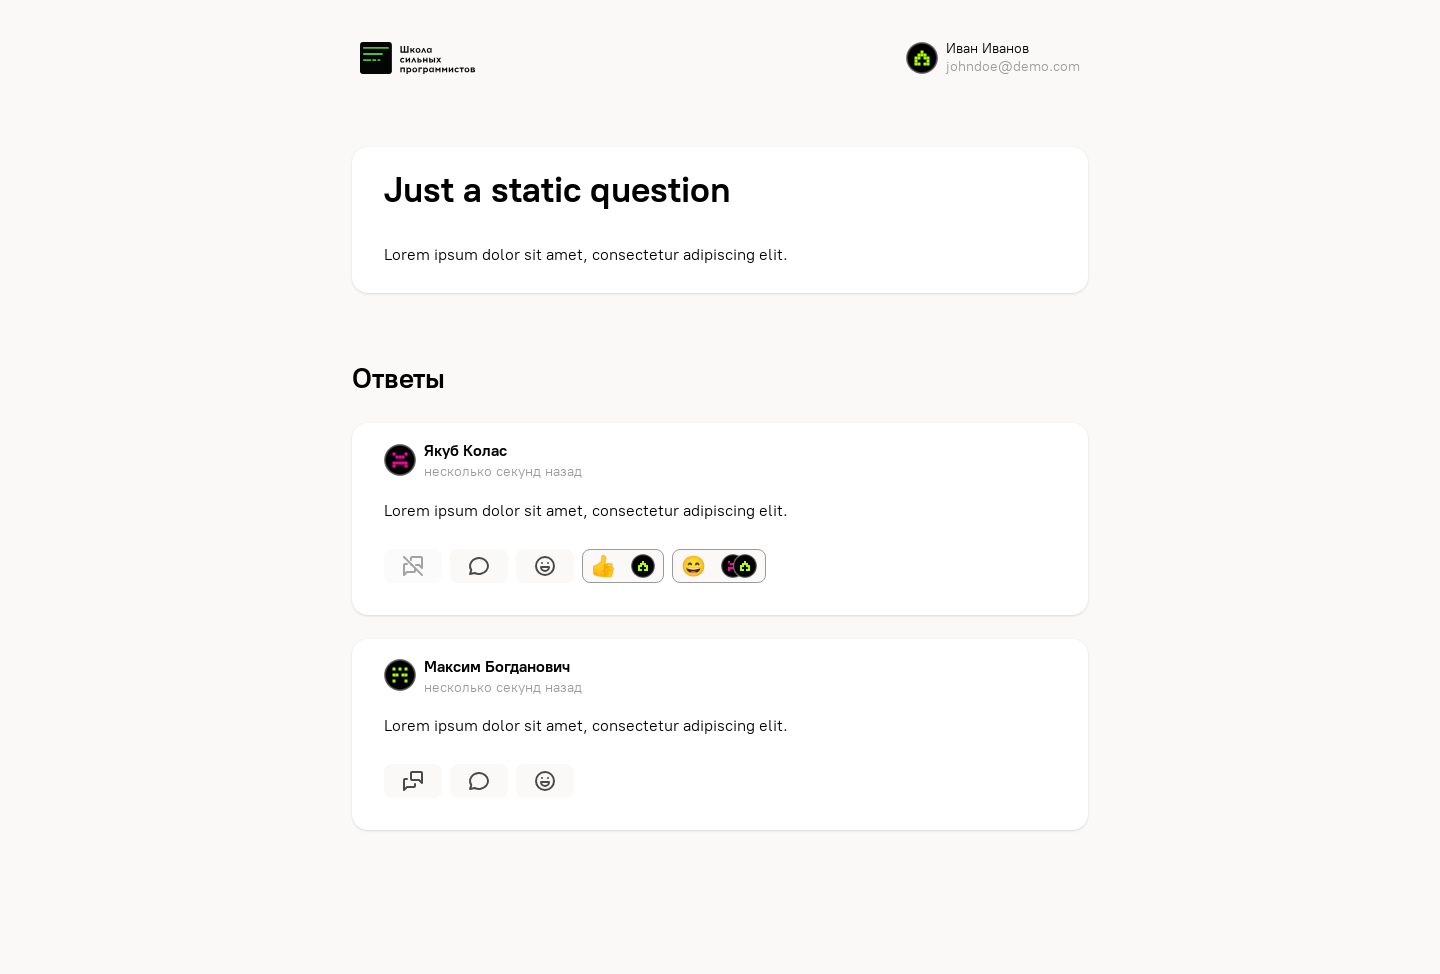 Школа
сильных
программистов
Иван Иванов
johndoe@demo.com
Just a static question
Lorem ipsum dolor sit amet, consectetur adipiscing elit.
Ответы
Якуб Колас
несколько секунд назад
Lorem ipsum dolor sit amet, consectetur adipiscing elit.
Максим Богданович
несколько секунд назад
Lorem ipsum dolor sit amet, consectetur adipiscing elit.